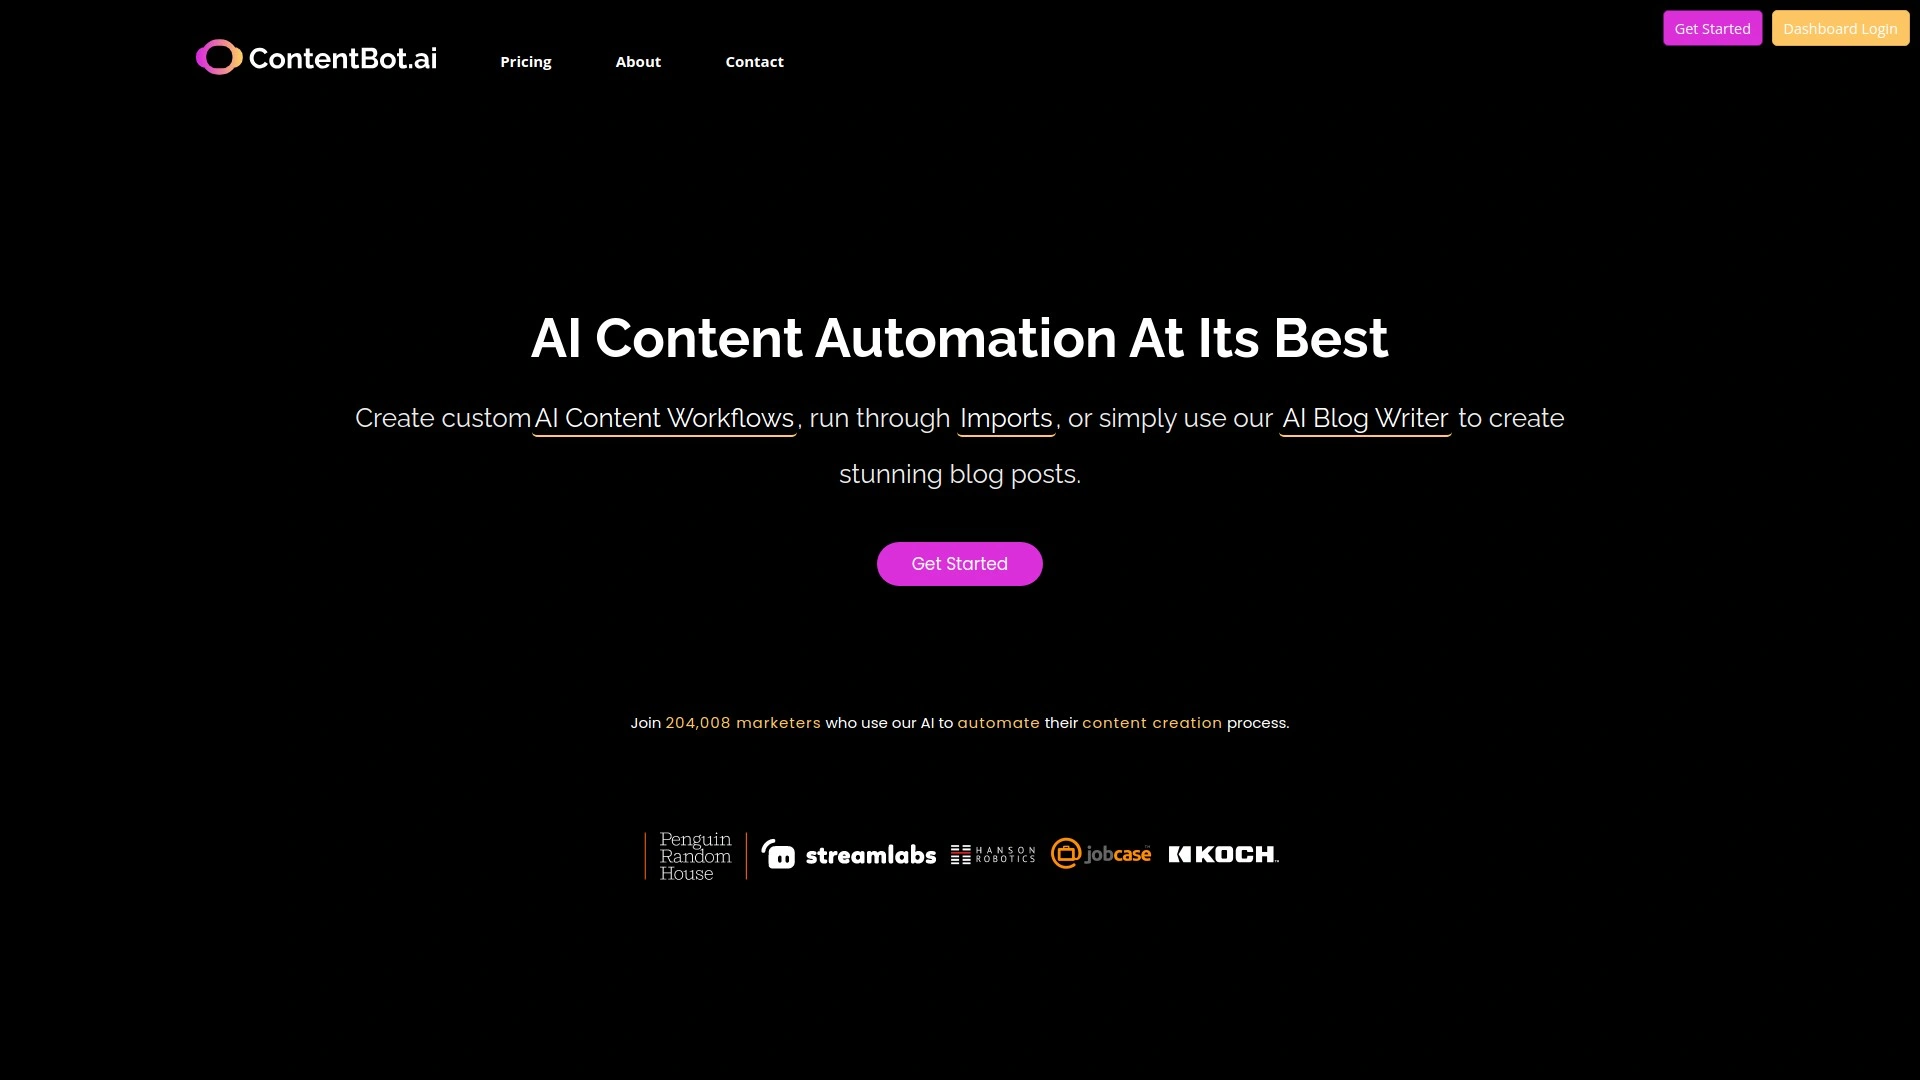 Get Started
Dashboard Login
ContentBot.ai
Pricing
About
Contact
AI Content Automation At Its Best
Create custom AI Content Workflows, run through Imports, or simply use our AI Blog Writer to create
stunning blog posts.
Get Started
Join 204,008 marketers who use our AI to automate their content creation process.
Penguin
Random
House
streamlabs
HANSON
ROBOTICS
jobcase
KOCH